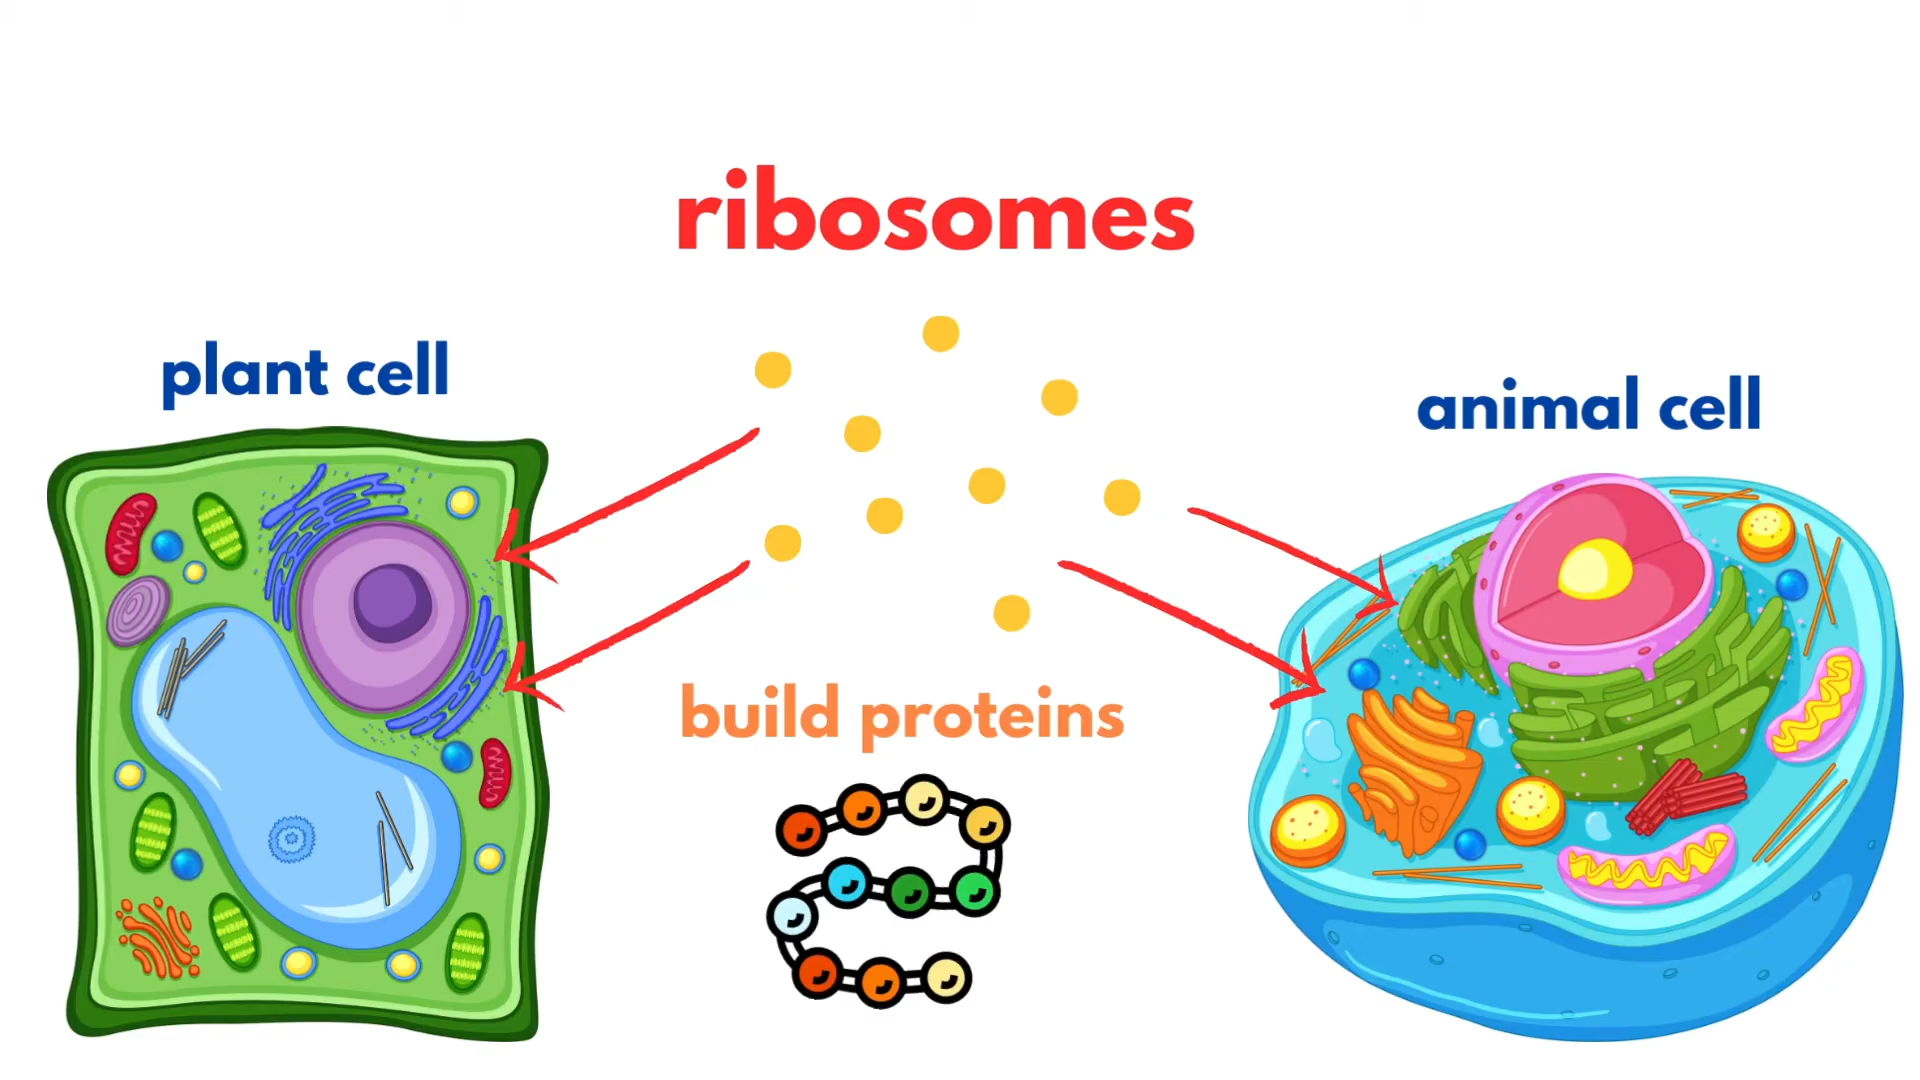 ribosomes
plant cell
animal cell
build proteins